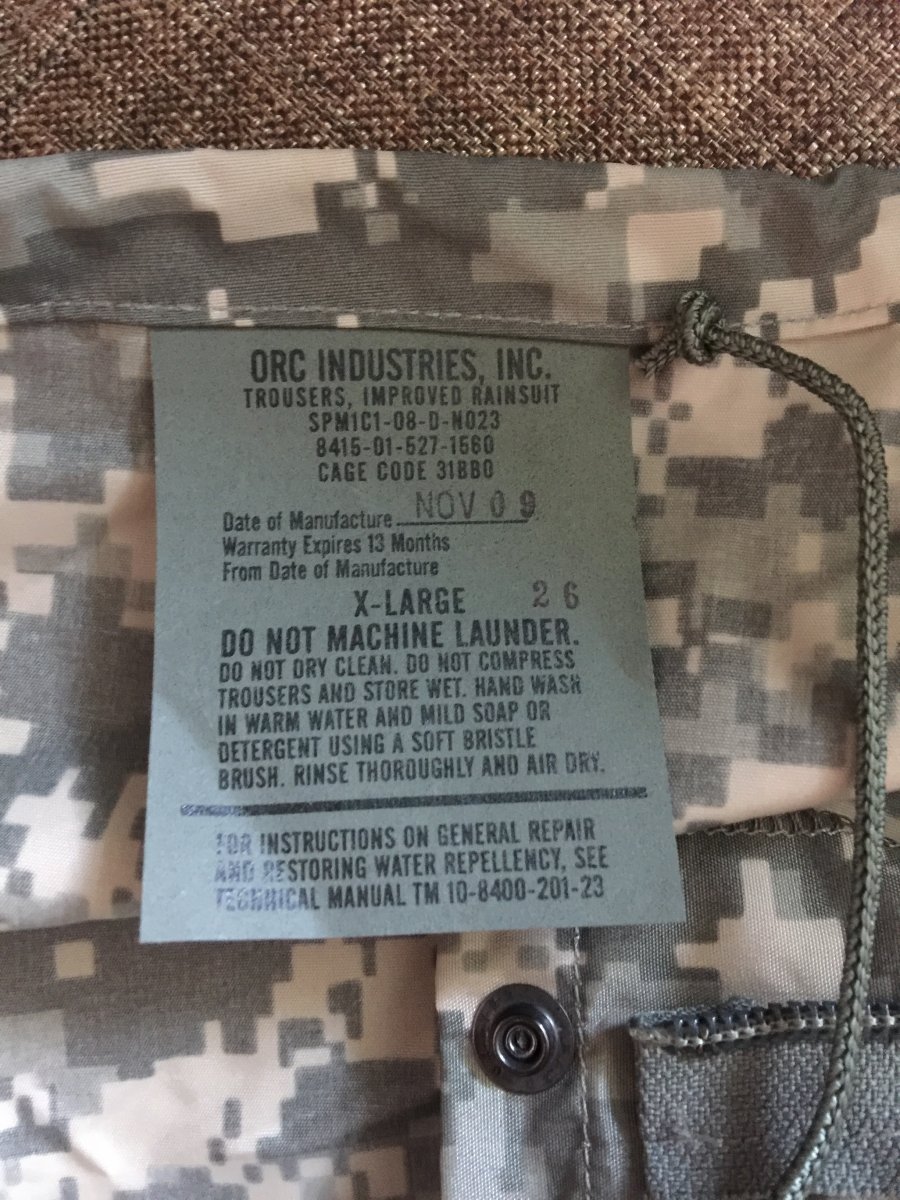 ORC INDUSTRIES, INC.
TROUSERS, IMPROVED RAINSUIT
SPM1C1-08-D-N023
8415-01-527-1560
CAGE CODE 31BB0
Date of Manufacture NOV 09
Warranty Expires 13 Months
From Date of Manufacture
X-LARGE 26
DO NOT MACHINE LAUNDER.
DO NOT DRY CLEAN. DO NOT COMPRESS
TROUSERS AND STORE WET. HAND WASH
IN WARM WATER AND MILD SOAP OR
DETERGENT USING A SOFT BRISTLE
BRUSH. RINSE THOROUGHLY AND AIR DRY.
FOR INSTRUCTIONS ON GENERAL REPAIR
AND RESTORING WATER REPELLENCY, SEE
TECHNICAL MANUAL TM 10-8400-201-23